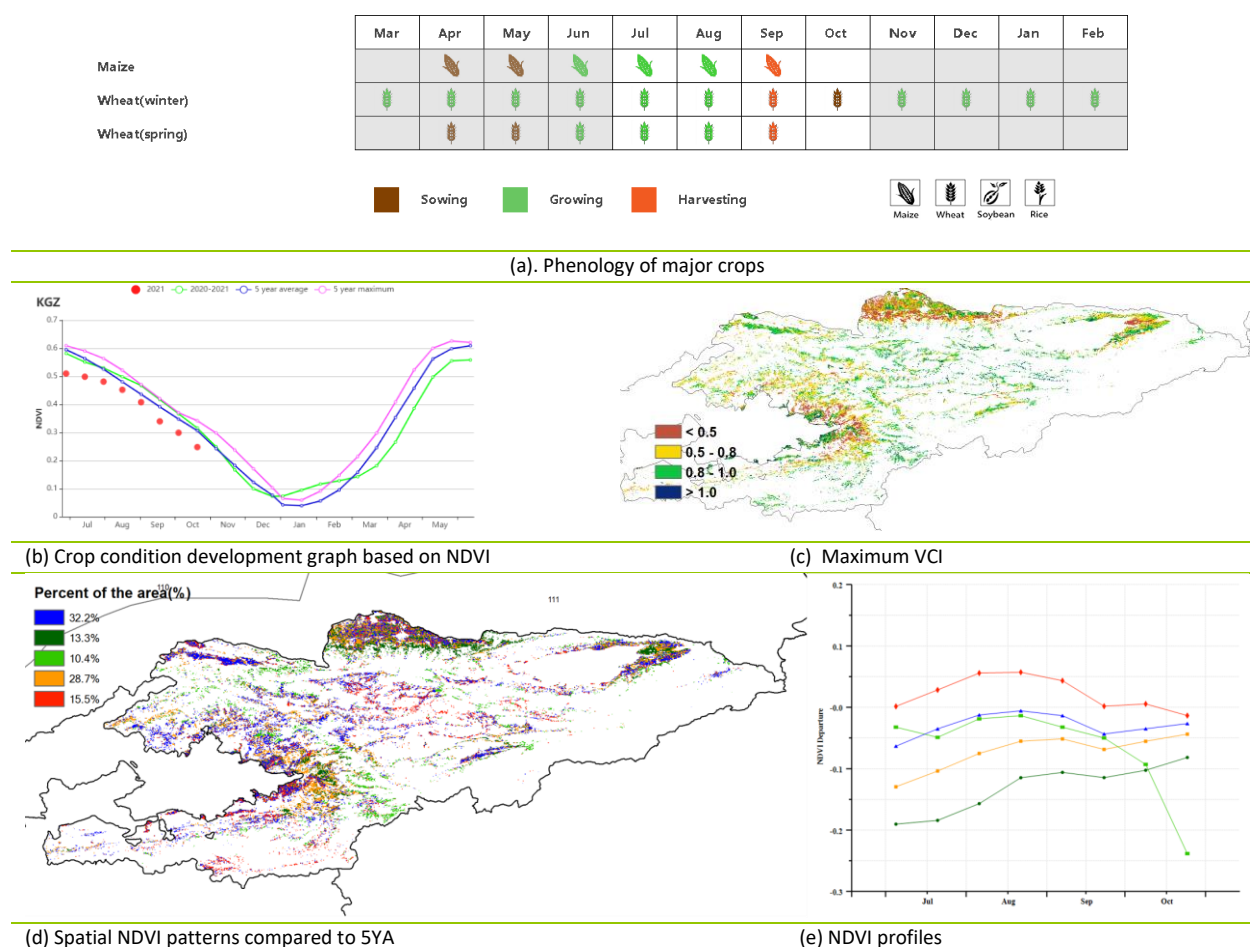 Mar Apr May Jun Jul Aug Sep Oct Nov Dec Jan Feb
Maize
Wheat(winter)
Wheat(spring)
Sowing Growing Harvesting
Maize Wheat Soybean Rice
(a). Phenology of major crops
2021 2020-2021 5 year average 5 year maximum
KGZ
0.7
0.6
0.5
0.4
0.3
0.2
0.1
0
NDVI
Jul Aug Sep Oct Nov Dec Jan Feb Mar Apr May
< 0.5
0.5 - 0.8
0.8 - 1.0
> 1.0
(b) Crop condition development graph based on NDVI
(c) Maximum VCI
Percent of the area(%)
32.2%
13.3%
10.4%
28.7%
15.5%
110
111
0.2
0.1
-0.0
-0.1
-0.2
-0.3
NDVI Departure
Jul Aug Sep Oct
(d) Spatial NDVI patterns compared to 5YA
(e) NDVI profiles